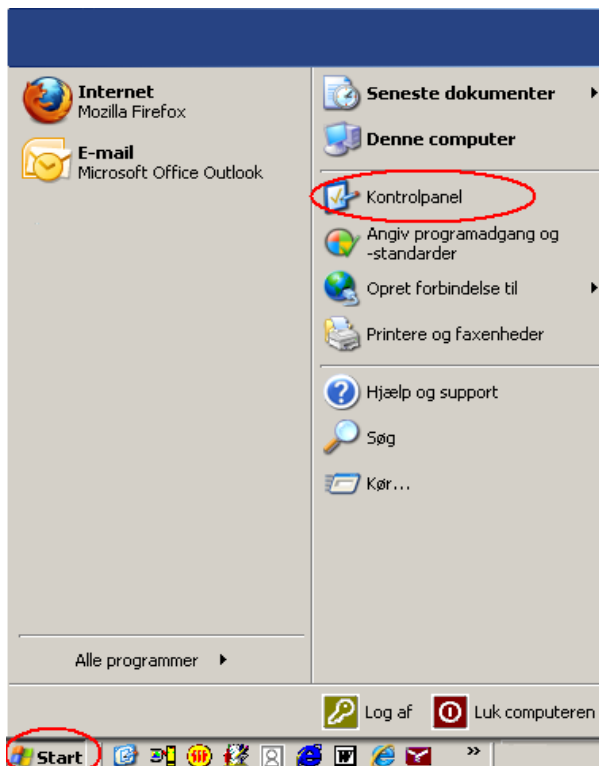 Internet
Mozilla Firefox
E-mail
Microsoft Office Outlook
Alle programmer
Seneste dokumenter
Denne computer
Kontrolpanel
Angiv programadgang og
-standarder
Opret forbindelse til
Printere og faxenheder
Hjælp og support
Søg
Kør...
Log af
Luk computeren
Start
»